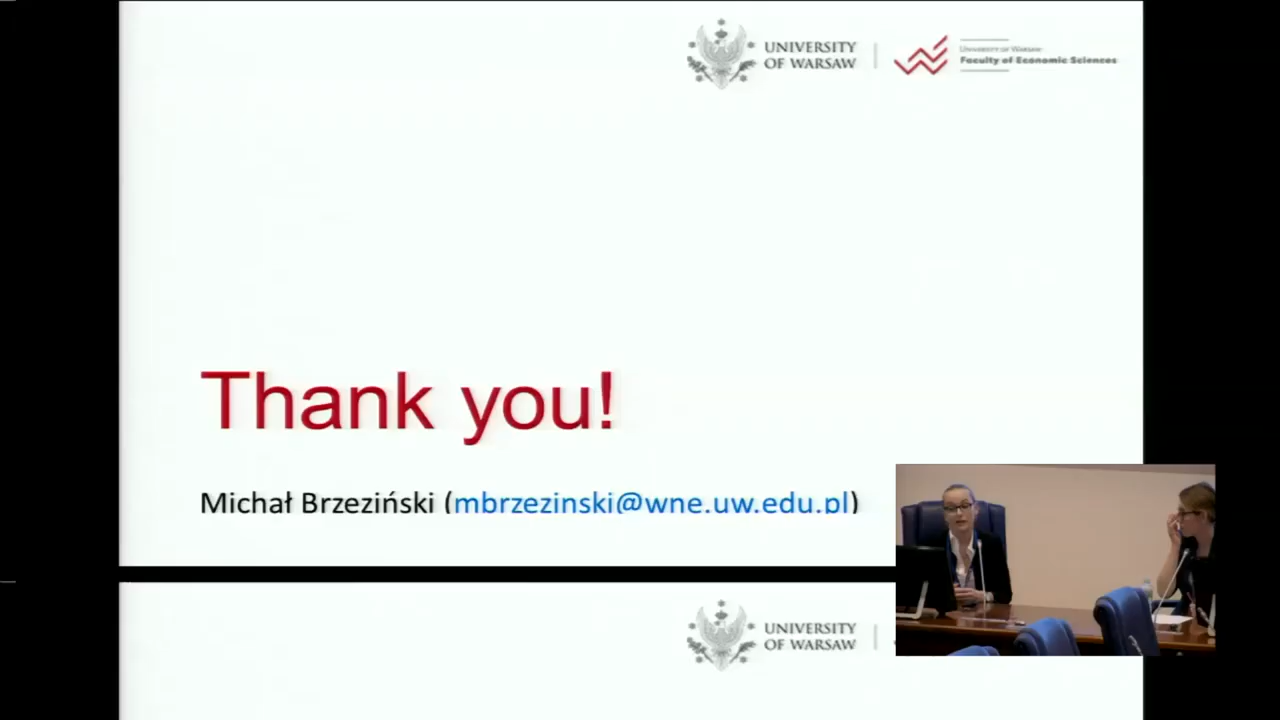 UNIVERSITY
OF WARSAW
University of Warsaw
Faculty of Economic Sciences
Thank you!
Michał Brzeziński (mbrzezinski@wne.uw.edu.pl)
UNIVERSITY
OF WARSAW